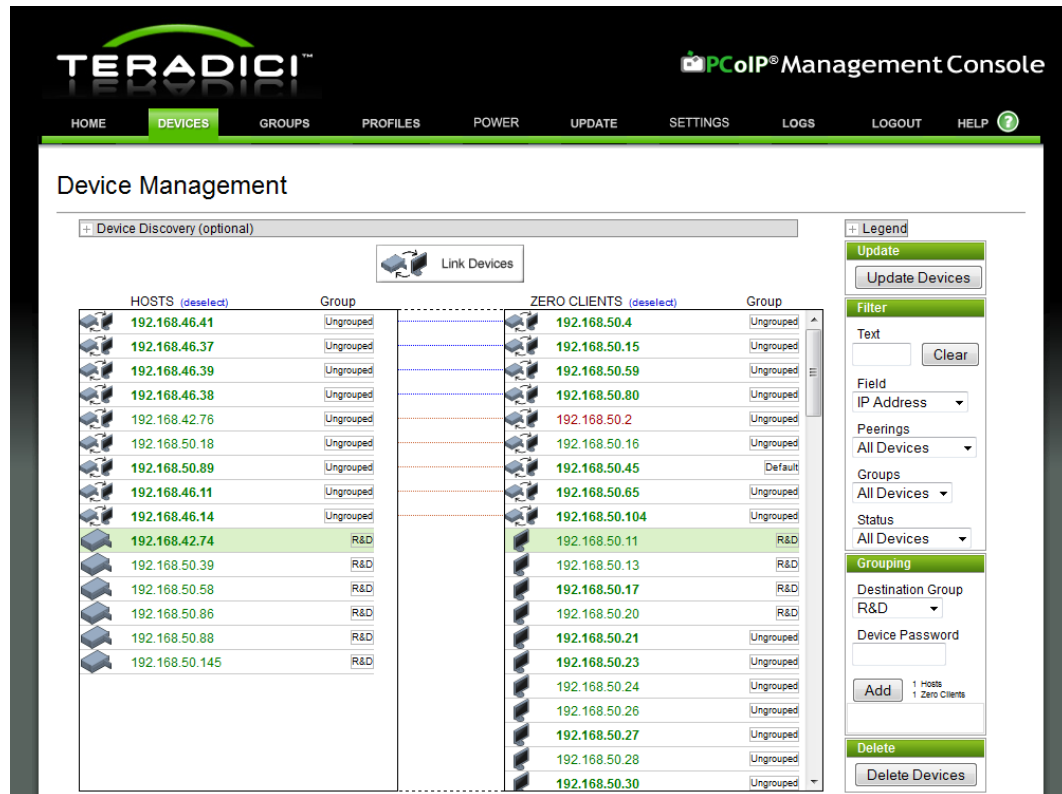 TERADICI™
PCoIP® Management Console
HOME DEVICES GROUPS PROFILES POWER UPDATE SETTINGS LOGS LOGOUT HELP ?
Device Management
+ Device Discovery (optional)
Link Devices
HOSTS (deselect) Group ZERO CLIENTS (deselect) Group
192.168.46.41 Ungrouped 192.168.50.4 Ungrouped
192.168.46.37 Ungrouped 192.168.50.15 Ungrouped
192.168.46.39 Ungrouped 192.168.50.59 Ungrouped
192.168.46.38 Ungrouped 192.168.50.80 Ungrouped
192.168.42.76 Ungrouped 192.168.50.2 Ungrouped
192.168.50.18 Ungrouped 192.168.50.16 Ungrouped
192.168.50.89 Ungrouped 192.168.50.45 Default
192.168.46.11 Ungrouped 192.168.50.65 Ungrouped
192.168.46.14 Ungrouped 192.168.50.104 Ungrouped
192.168.42.74 R&D 192.168.50.11 R&D
192.168.50.39 R&D 192.168.50.13 R&D
192.168.50.58 R&D 192.168.50.17 R&D
192.168.50.86 R&D 192.168.50.20 R&D
192.168.50.88 R&D 192.168.50.21 Ungrouped
192.168.50.145 R&D 192.168.50.23 Ungrouped
192.168.50.24 Ungrouped
192.168.50.26 Ungrouped
192.168.50.27 Ungrouped
192.168.50.28 Ungrouped
192.168.50.30 Ungrouped
+ Legend
Update
Update Devices
Filter
Text
Clear
Field
IP Address
Peerings
All Devices
Groups
All Devices
Status
All Devices
Grouping
Destination Group
R&D
Device Password
Add 1 Hosts
1 Zero Clients
Delete
Delete Devices